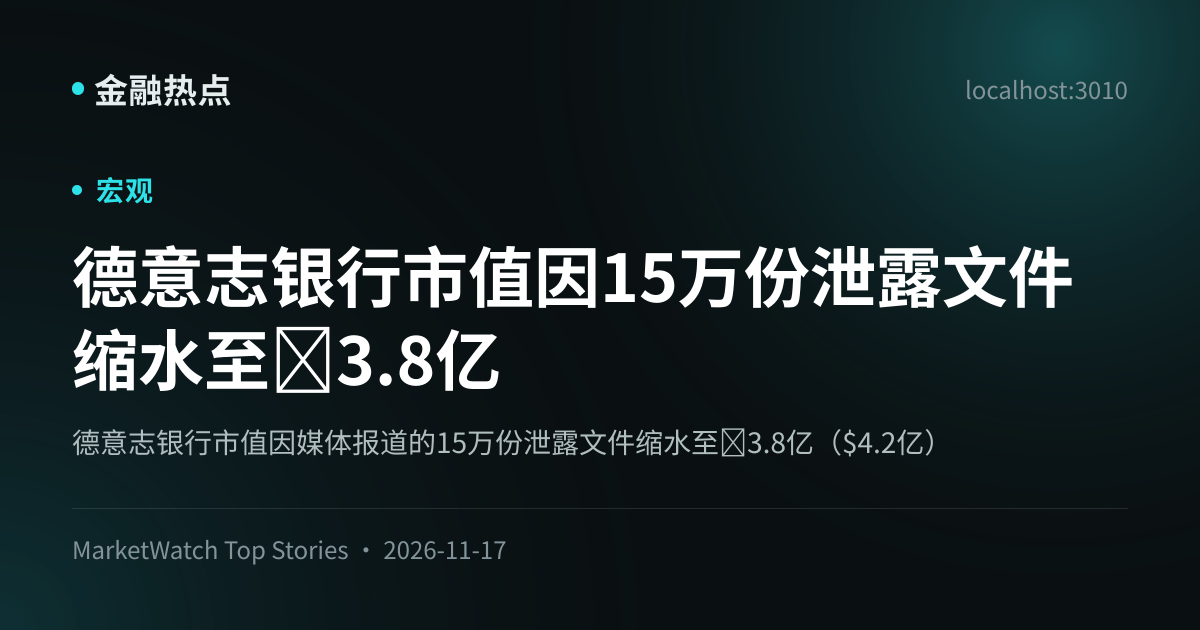 金融热点
localhost:3010
宏观
德意志银行市值因15万份泄露文件
缩水至3.8亿
德意志银行市值因媒体报道的15万份泄露文件缩水至3.8亿（$4.2亿）
MarketWatch Top Stories · 2026-11-17